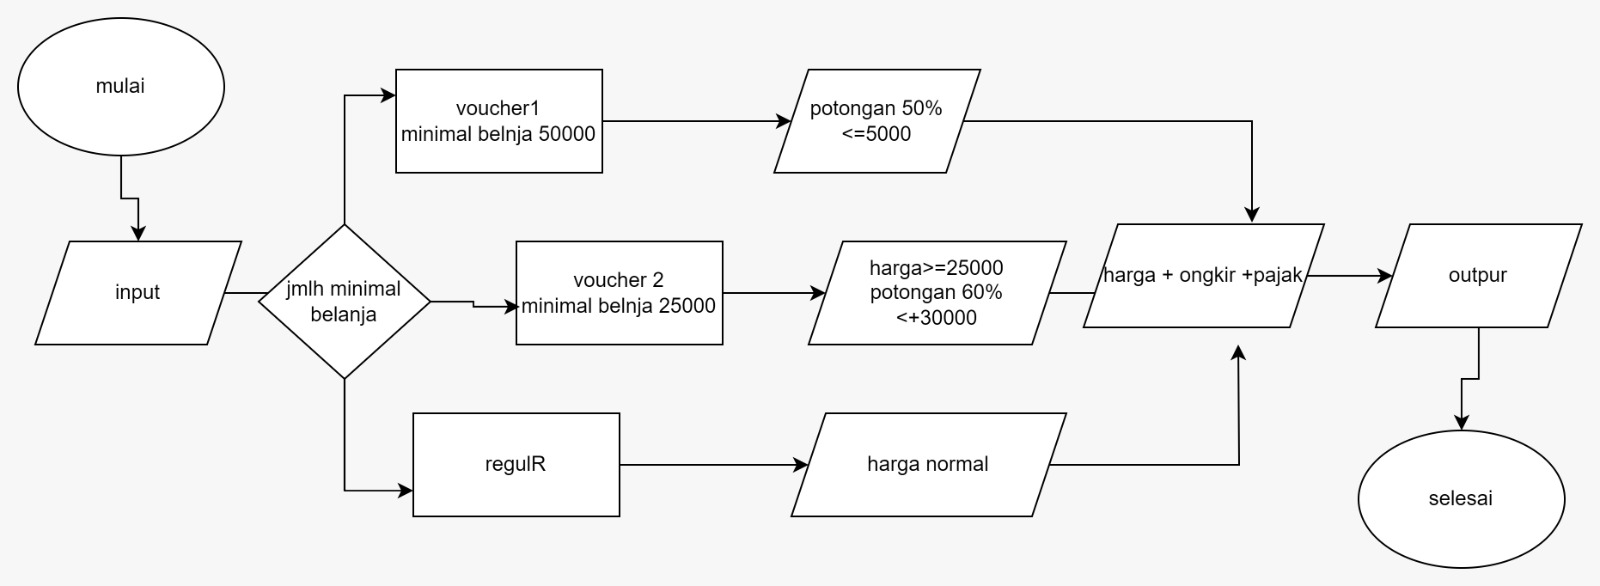 mulai
input
jmlh minimal
belanja
voucher1
minimal belnja 50000
potongan 50%
<=5000
voucher 2
minimal belnja 25000
harga>=25000
potongan 60%
<+30000
regulR
harga normal
harga + ongkir +pajak
outpur
selesai